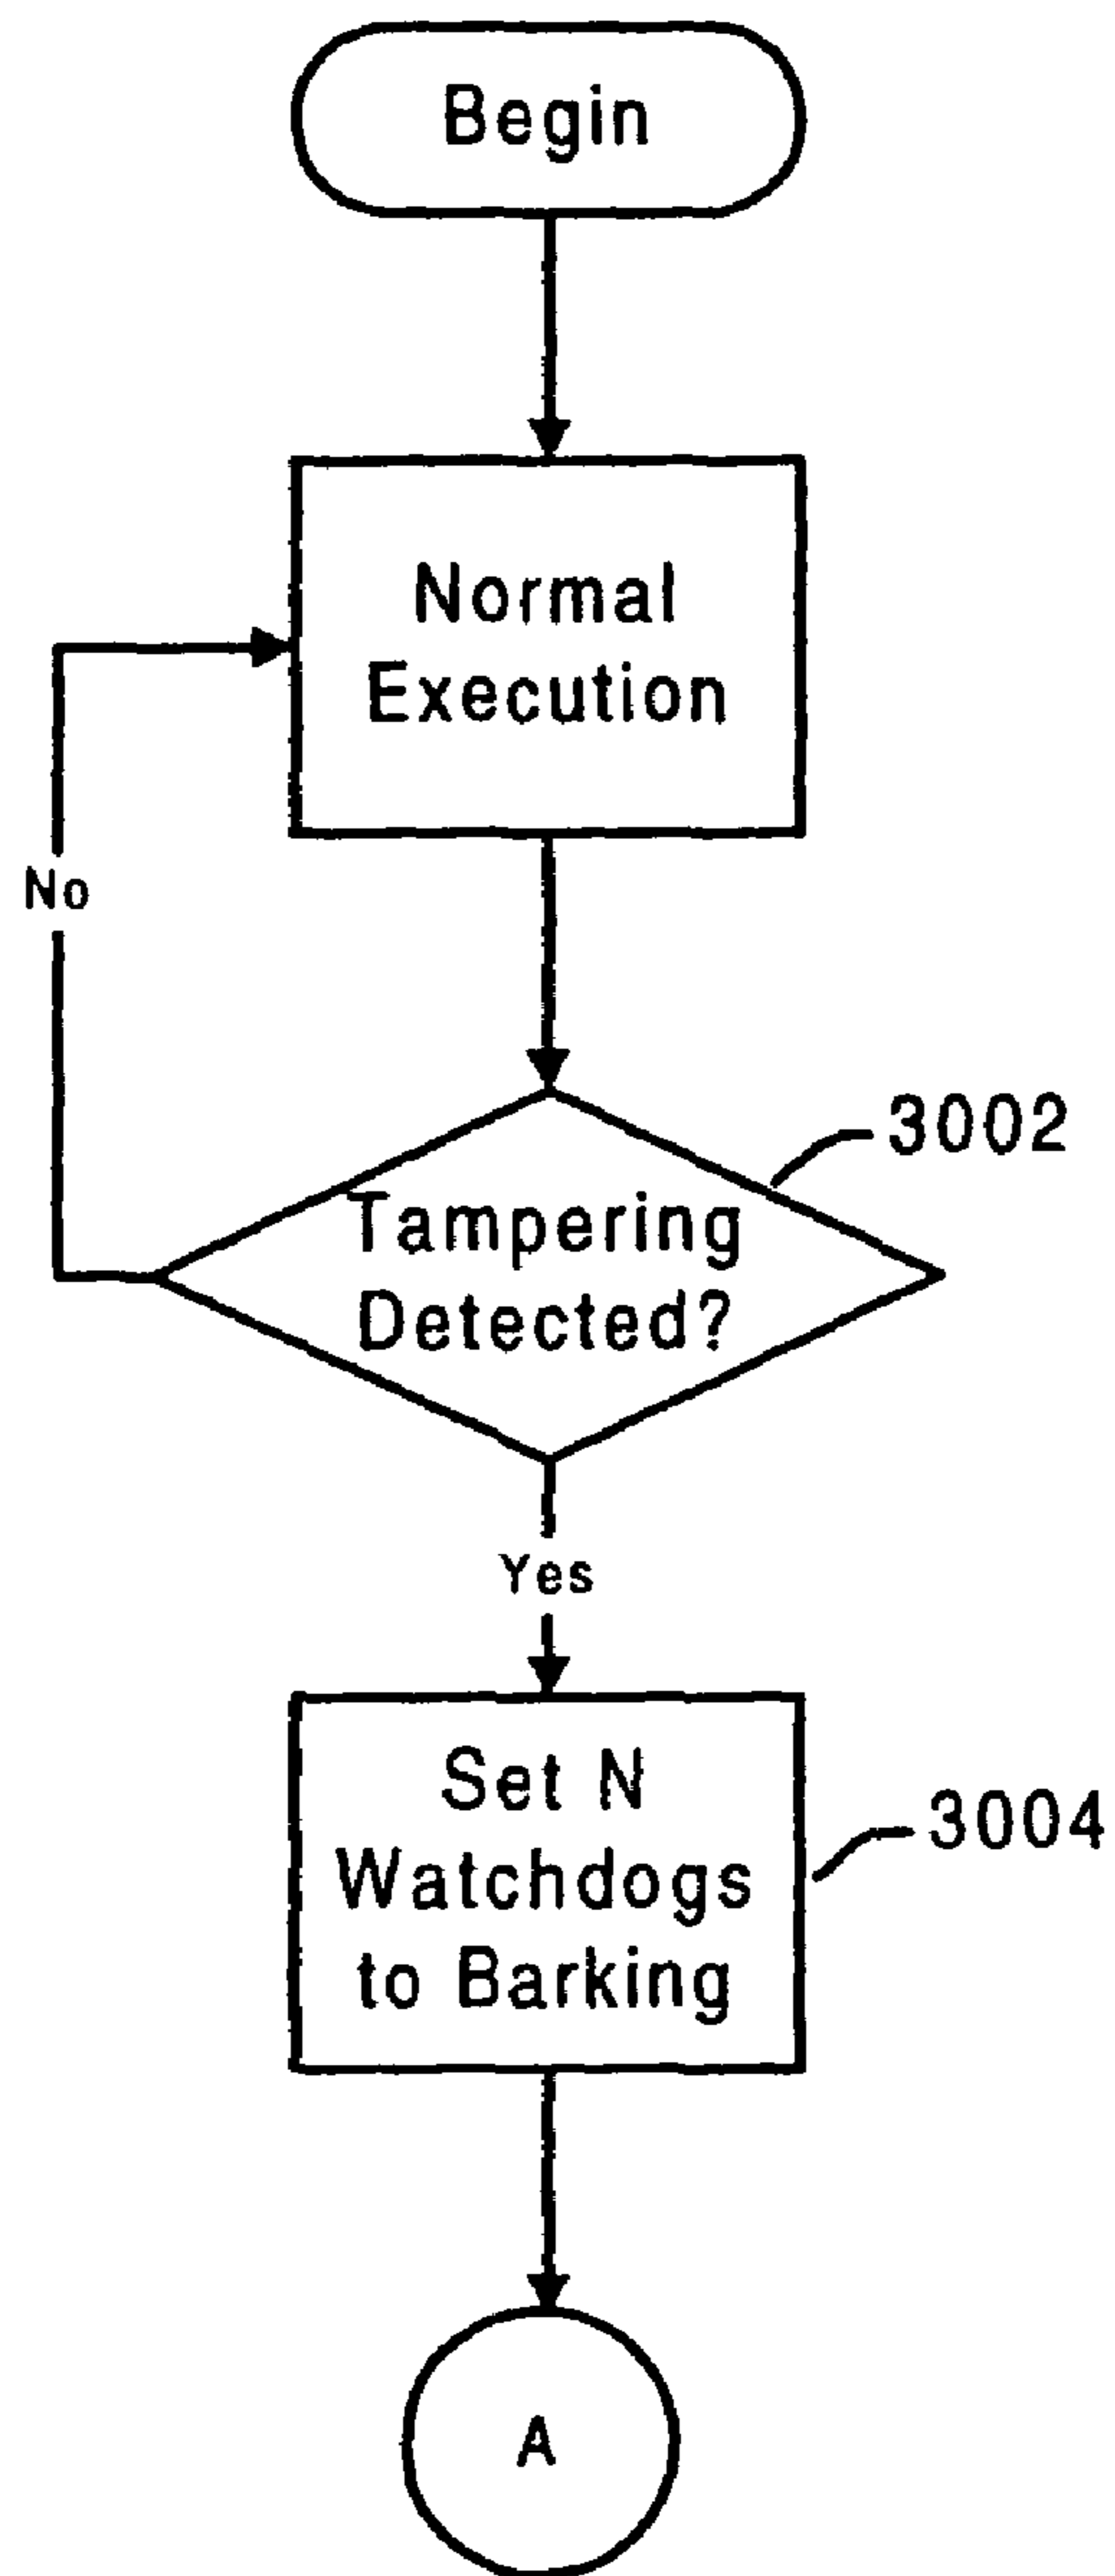 Begin
Normal
Execution
No
3002
Tampering
Detected?
Yes
Set N
Watchdogs
to Barking
3004
A